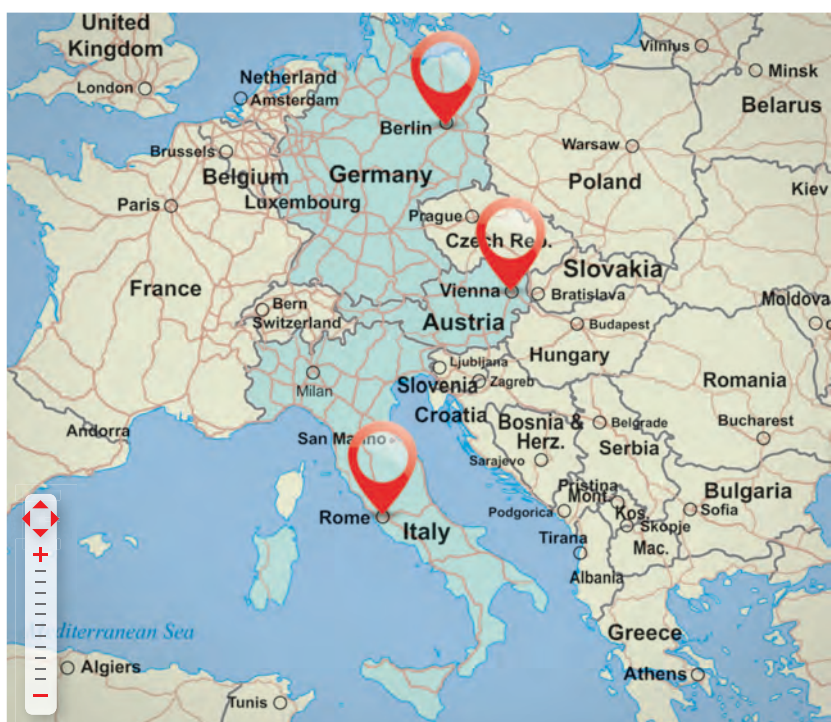 United
Kingdom
London
Netherland
Amsterdam
Vilnius
Minsk
Belarus
Berlin
Brussels
Belgium
Germany
Warsaw
Poland
Kiev
Luxembourg
Paris
Prague
Czech Rep.
Slovakia
France
Vienna
Bratislava
Moldova
Bern
Switzerland
Austria
Budapest
Hungary
Milan
Ljubljana
Slovenia
Zagreb
Romania
Croatia
Bosnia &
Herz.
Belgrade
Bucharest
Andorra
San Marino
Sarajevo
Serbia
Pristina
Mont.
Bulgaria
Rome
Italy
Podgorica
Kos.
Sofia
Skopje
Tirana
Mac.
Albania
Sea
Greece
Algiers
Athens
Tunis